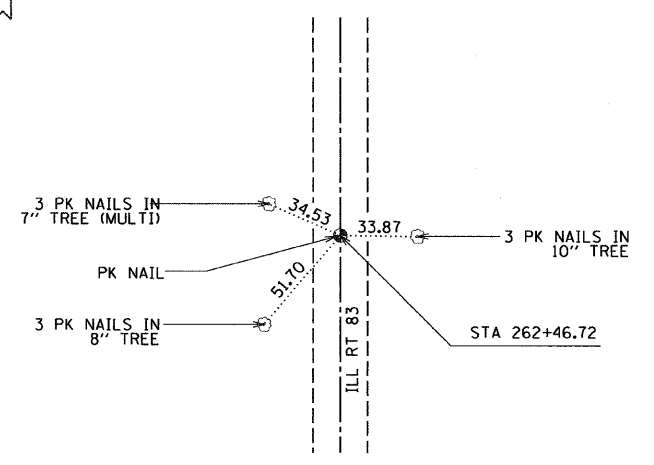 3 PK NAILS IN
7" TREE (MULTI)
34.53
33.87
3 PK NAILS IN
10" TREE
PK NAIL
51.70
3 PK NAILS IN
8" TREE
ILL RT 83
STA 262+46.72